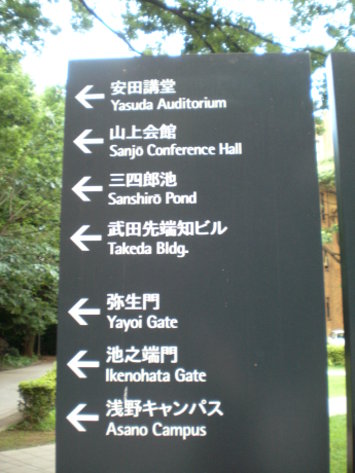 ← 安田講堂
Yasuda Auditorium
← 山上会館
Sanjō Conference Hall
← 三四郎池
Sanshirō Pond
← 武田先端知ビル
Takeda Bldg.
← 弥生門
Yayoi Gate
← 池之端門
Ikenohata Gate
← 浅野キャンパス
Asano Campus